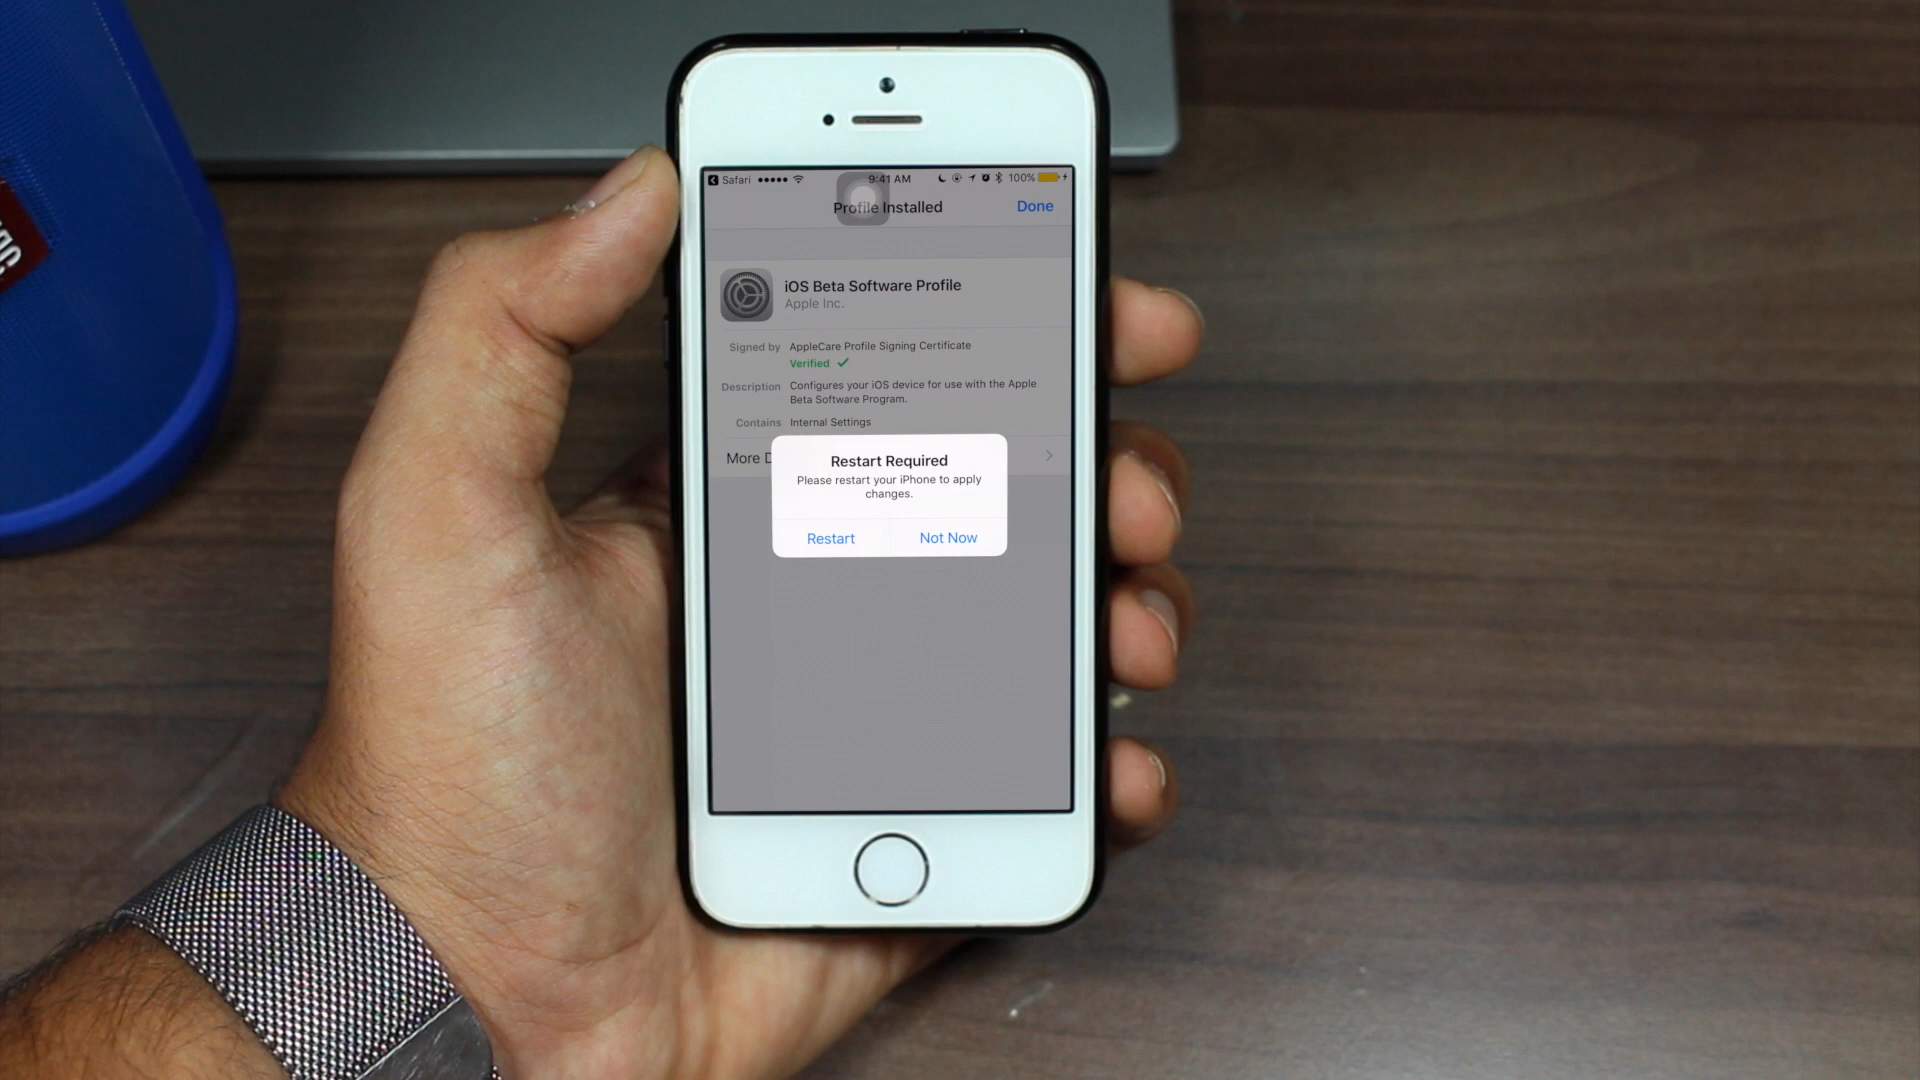 Safari 9:41 AM 100%
Profile Installed Done
iOS Beta Software Profile
Apple Inc.
Signed by AppleCare Profile Signing Certificate
Verified
Description Configures your iOS device for use with the Apple
Beta Software Program.
Contains Internal Settings
More D
Restart Required
Please restart your iPhone to apply
changes.
Restart Not Now